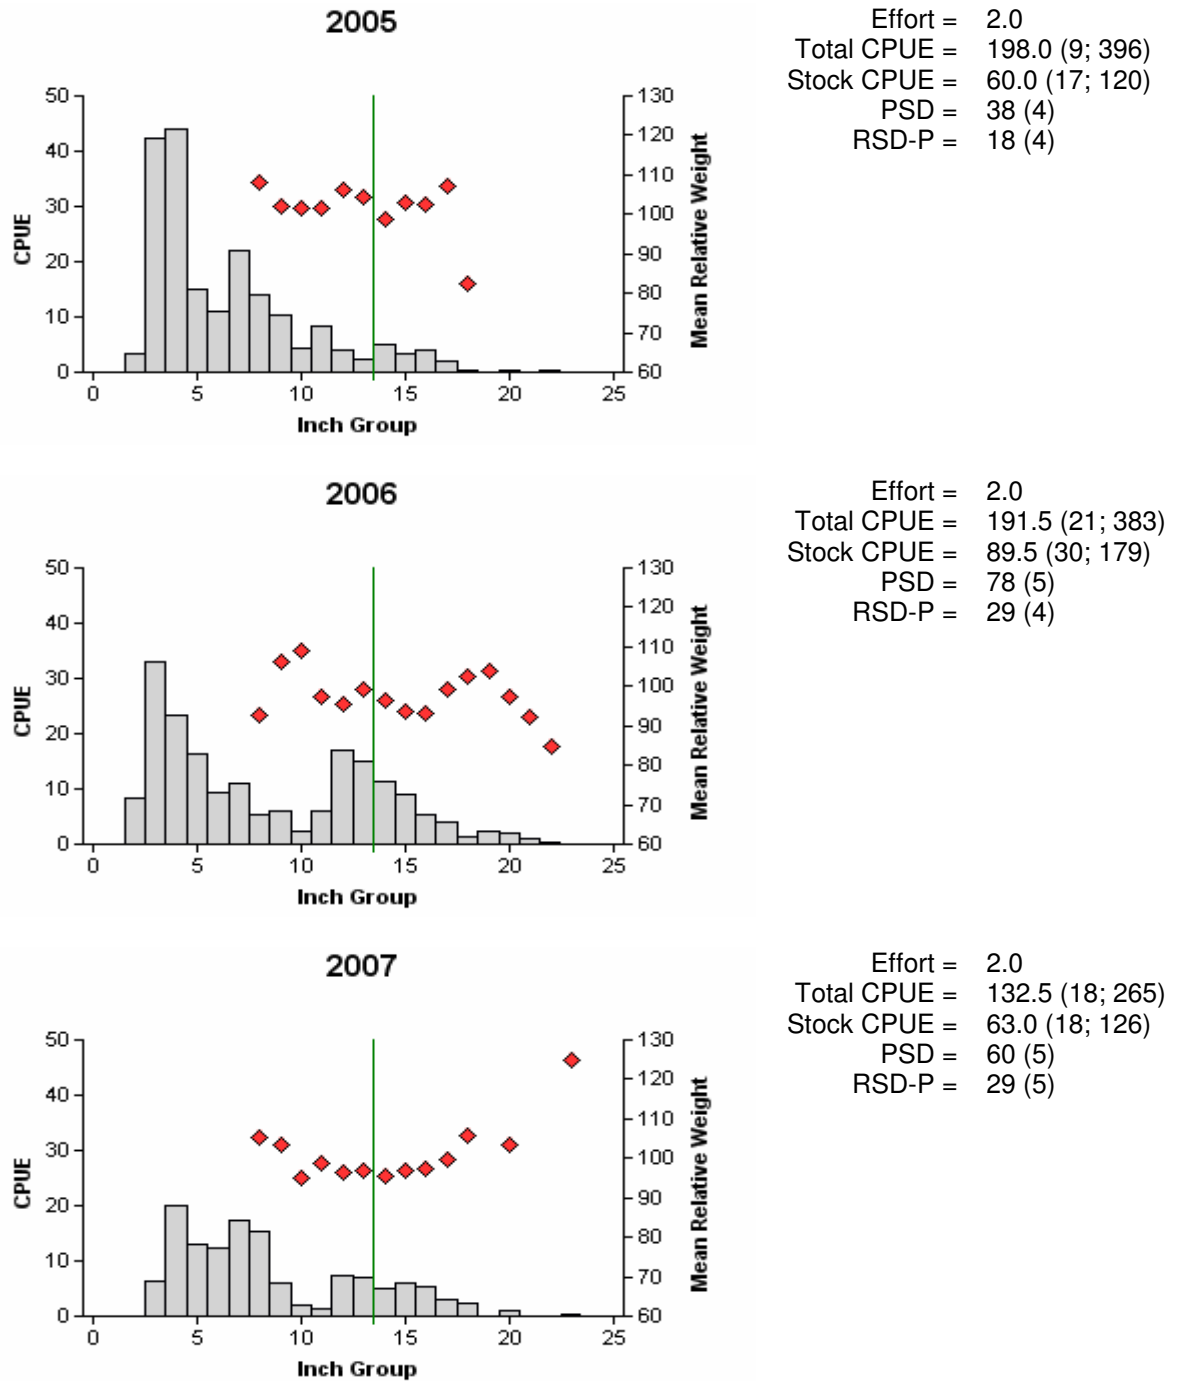 2005
Effort = 2.0
Total CPUE = 198.0 (9; 396)
Stock CPUE = 60.0 (17; 120)
PSD = 38 (4)
RSD-P = 18 (4)
50
40
30
20
10
0
CPUE
130
120
110
100
90
80
70
60
Mean Relative Weight
0 5 10 15 20 25
Inch Group
2006
Effort = 2.0
Total CPUE = 191.5 (21; 383)
Stock CPUE = 89.5 (30; 179)
PSD = 78 (5)
RSD-P = 29 (4)
50
40
30
20
10
0
CPUE
130
120
110
100
90
80
70
60
Mean Relative Weight
0 5 10 15 20 25
Inch Group
2007
Effort = 2.0
Total CPUE = 132.5 (18; 265)
Stock CPUE = 63.0 (18; 126)
PSD = 60 (5)
RSD-P = 29 (5)
50
40
30
20
10
0
CPUE
130
120
110
100
90
80
70
60
Mean Relative Weight
0 5 10 15 20 25
Inch Group